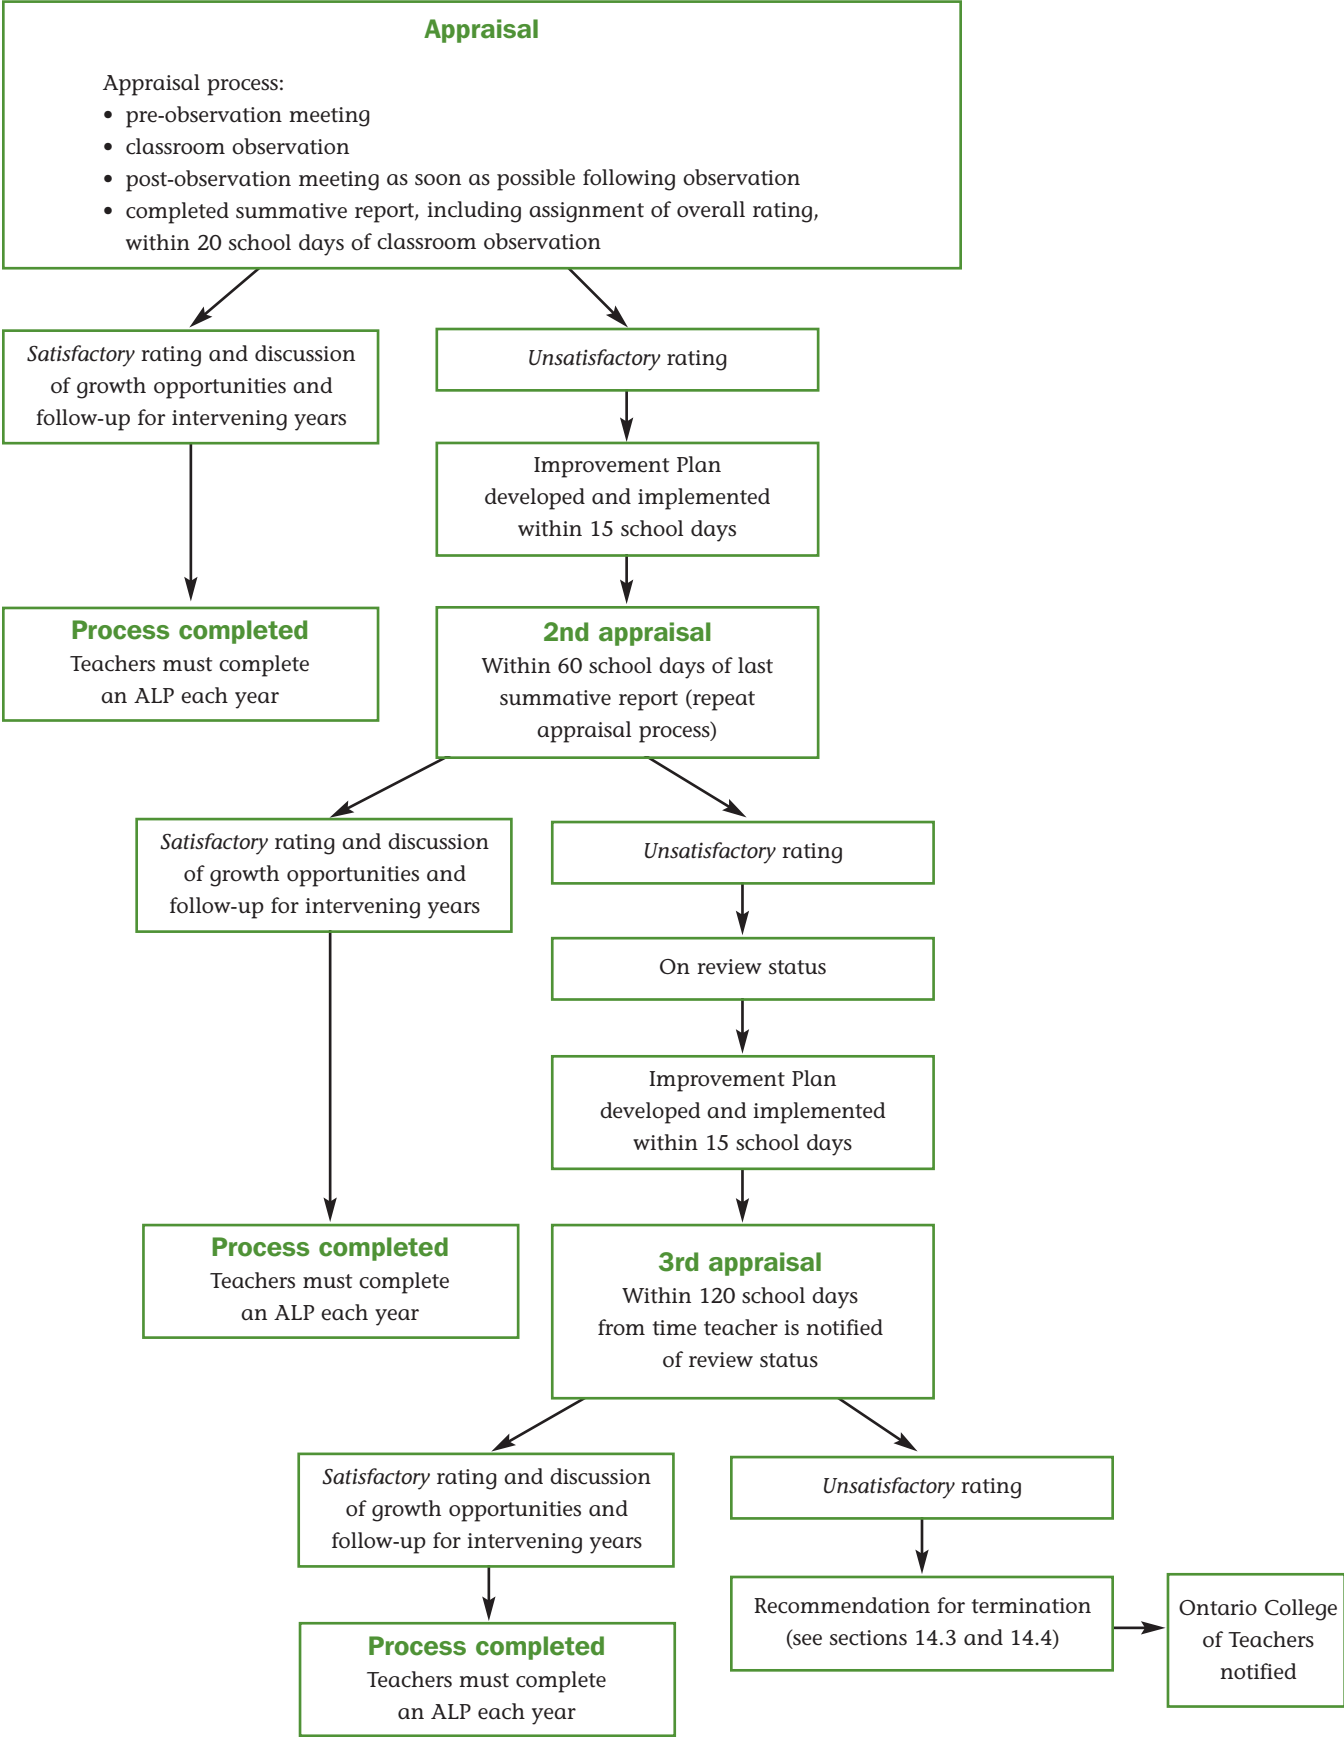 Appraisal
Appraisal process:
• pre-observation meeting
• classroom observation
• post-observation meeting as soon as possible following observation
• completed summative report, including assignment of overall rating,
within 20 school days of classroom observation
Satisfactory rating and discussion
of growth opportunities and
follow-up for intervening years
Unsatisfactory rating
Improvement Plan
developed and implemented
within 15 school days
Process completed
Teachers must complete
an ALP each year
2nd appraisal
Within 60 school days of last
summative report (repeat
appraisal process)
Satisfactory rating and discussion
of growth opportunities and
follow-up for intervening years
Unsatisfactory rating
On review status
Improvement Plan
developed and implemented
within 15 school days
Process completed
Teachers must complete
an ALP each year
3rd appraisal
Within 120 school days
from time teacher is notified
of review status
Satisfactory rating and discussion
of growth opportunities and
follow-up for intervening years
Unsatisfactory rating
Recommendation for termination
(see sections 14.3 and 14.4)
Ontario College
of Teachers
notified
Process completed
Teachers must complete
an ALP each year